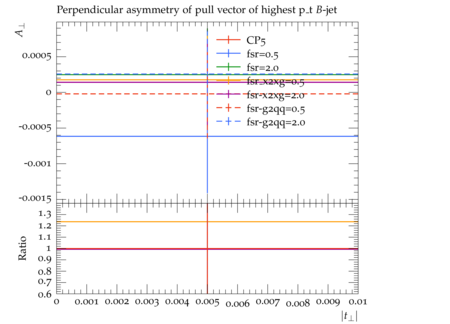 Perpendicular asymmetry of pull vector of highest p_t B-jet
A⊥
CP5
fsr=0.5
fsr=2.0
fsr-x2xg=0.5
fsr-x2xg=2.0
fsr-g2qq=0.5
fsr-g2qq=2.0
0.0005
0
-0.0005
-0.001
-0.0015
Ratio
1.3
1.2
1.1
1
0.9
0.8
0.7
0.6
0 0.001 0.002 0.003 0.004 0.005 0.006 0.007 0.008 0.009 0.01
|t⊥|